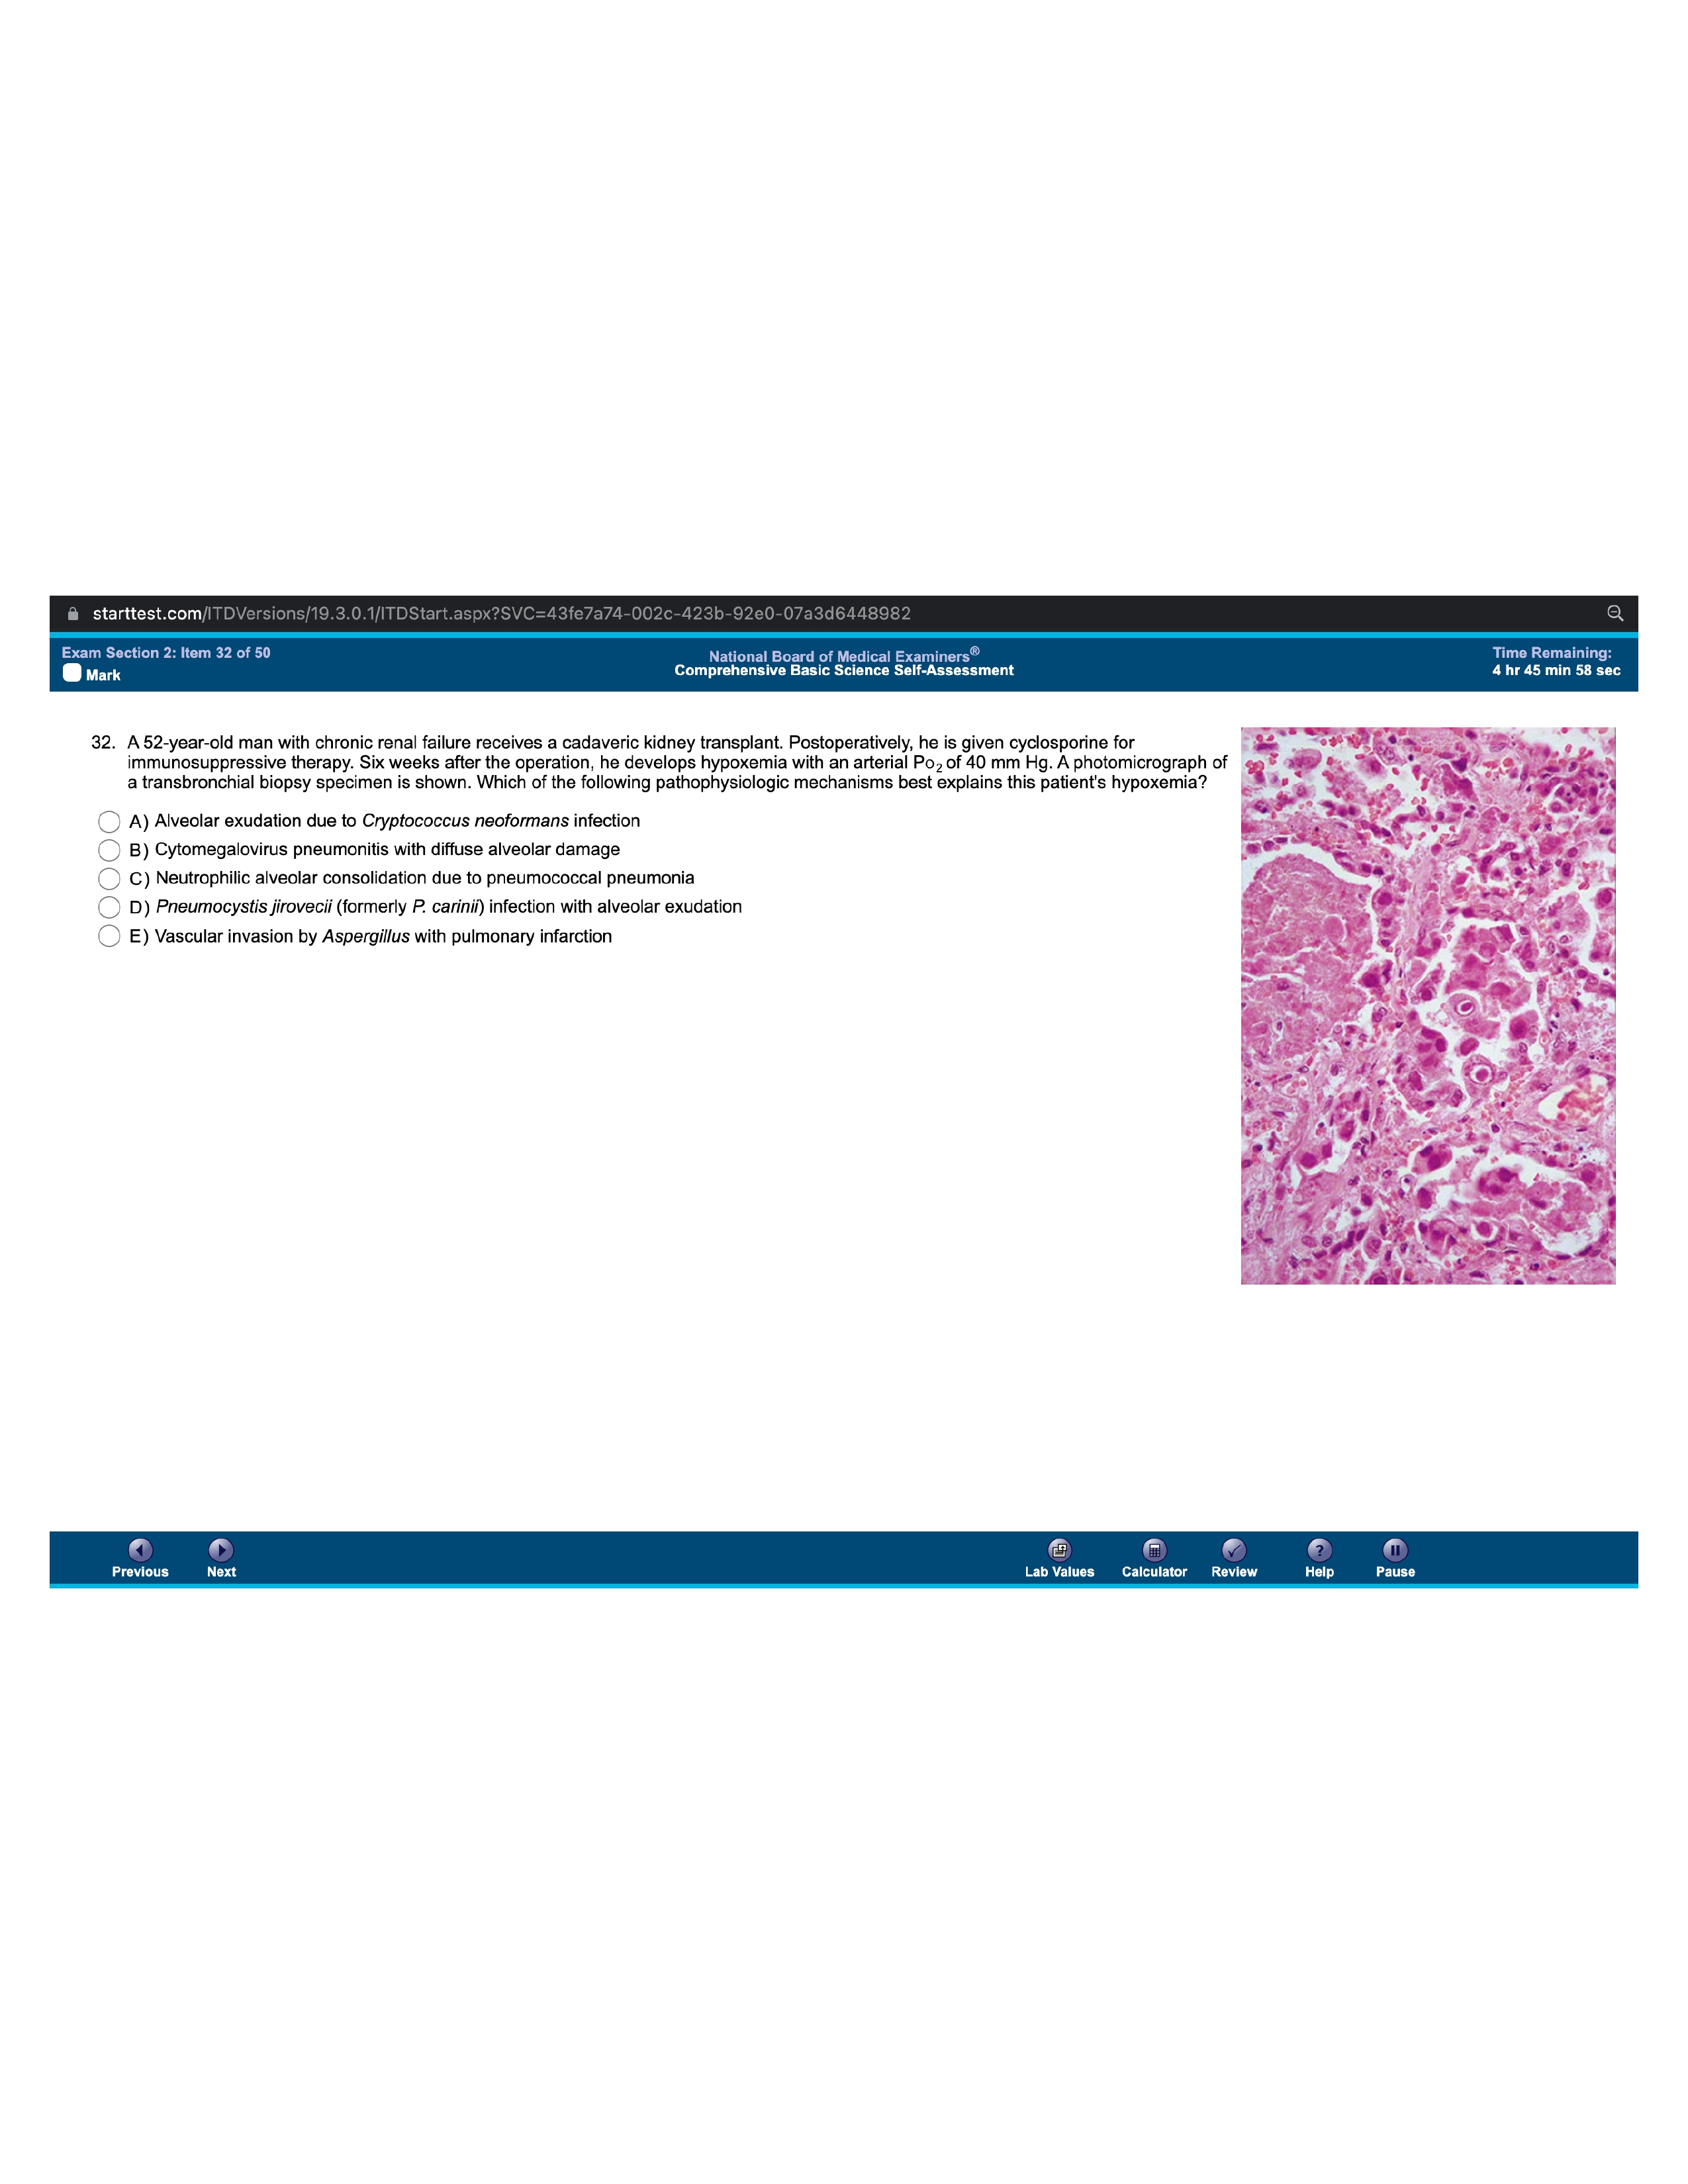 starttest.com/ITDVersions/19.3.0.1/ITDStart.aspx?SVC=43fe7a74-002c-423b-92e0-07a3d6448982
Exam Section 2: Item 32 of 50
Mark
National Board of Medical Examiners®
Comprehensive Basic Science Self-Assessment
Time Remaining:
4 hr 45 min 58 sec
32. A 52-year-old man with chronic renal failure receives a cadaveric kidney transplant. Postoperatively, he is given cyclosporine for
immunosuppressive therapy. Six weeks after the operation, he develops hypoxemia with an arterial Po2 of 40 mm Hg. A photomicrograph of
a transbronchial biopsy specimen is shown. Which of the following pathophysiologic mechanisms best explains this patient's hypoxemia?
A) Alveolar exudation due to Cryptococcus neoformans infection
B) Cytomegalovirus pneumonitis with diffuse alveolar damage
C) Neutrophilic alveolar consolidation due to pneumococcal pneumonia
D) Pneumocystis jirovecii (formerly P. carinii) infection with alveolar exudation
E) Vascular invasion by Aspergillus with pulmonary infarction
Previous
Next
Lab Values
Calculator
Review
Help
Pause